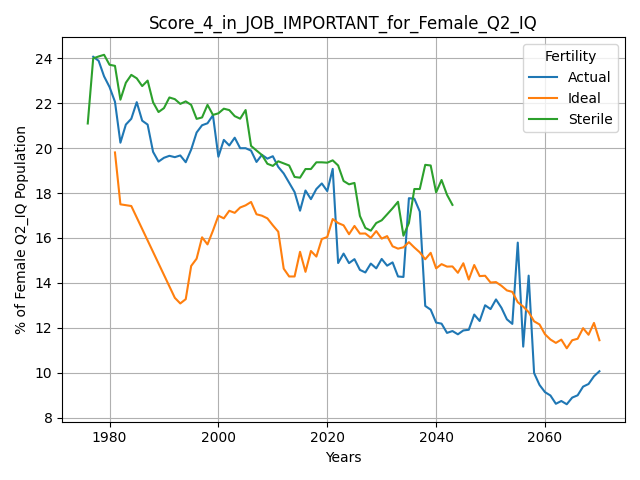 Score_4_in_JOB_IMPORTANT_for_Female_Q2_IQ
Fertility
Actual
Ideal
Sterile
% of Female Q2_IQ Population
24
22
20
18
16
14
12
10
8
1980
2000
2020
2040
2060
Years